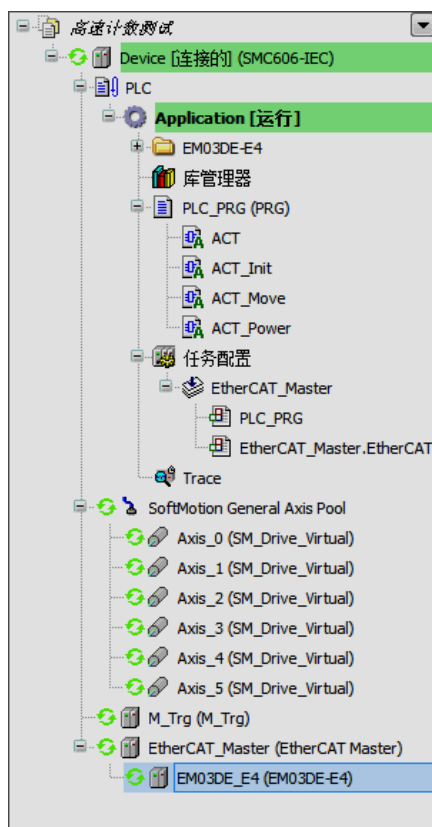 高速计数测试
Device [连接的] (SMC606-IEC)
PLC
Application [运行]
EM03DE-E4
库管理器
PLC_PRG (PRG)
ACT
ACT_Init
ACT_Move
ACT_Power
任务配置
EtherCAT_Master
PLC_PRG
EtherCAT_Master.EtherCAT
Trace
SoftMotion General Axis Pool
Axis_0 (SM_Drive_Virtual)
Axis_1 (SM_Drive_Virtual)
Axis_2 (SM_Drive_Virtual)
Axis_3 (SM_Drive_Virtual)
Axis_4 (SM_Drive_Virtual)
Axis_5 (SM_Drive_Virtual)
M_Trg (M_Trg)
EtherCAT_Master (EtherCAT Master)
EM03DE_E4 (EM03DE-E4)